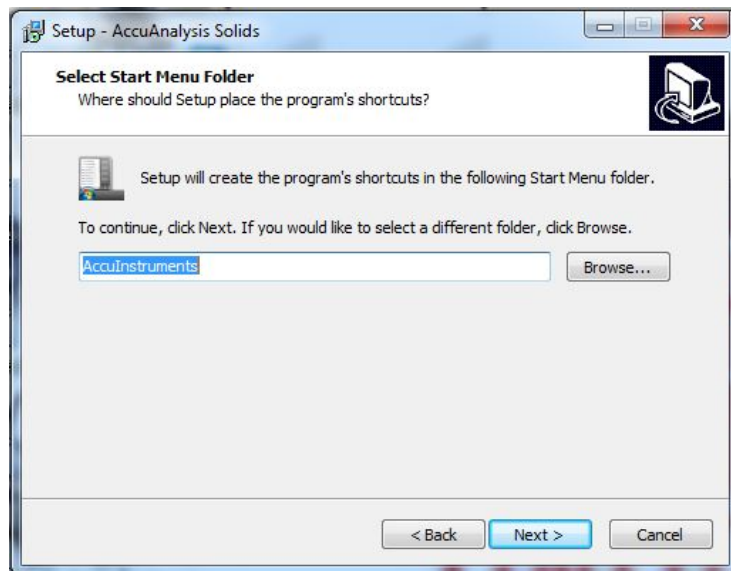 Setup - AccuAnalysis Solids
Select Start Menu Folder
Where should Setup place the program's shortcuts?
Setup will create the program's shortcuts in the following Start Menu folder.
To continue, click Next. If you would like to select a different folder, click Browse.
AccuInstruments
Browse...
< Back
Next >
Cancel